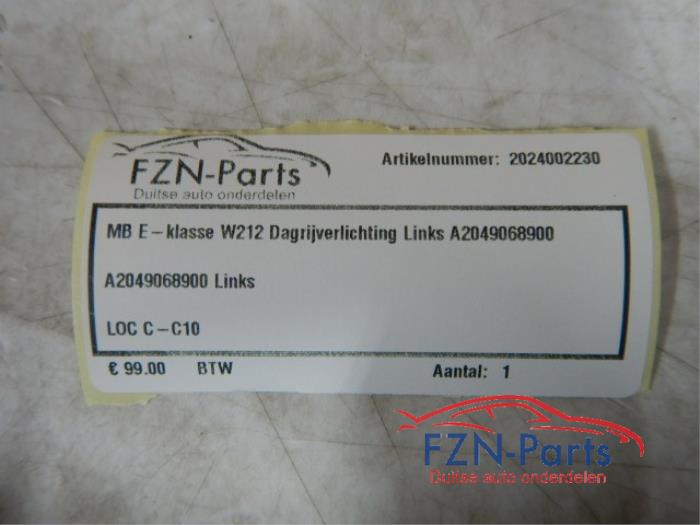 FZN-Parts
Duitse auto onderdelen
Artikelnummer: 2024002230
MB E-klasse W212 Dagrijverlichting Links A2049068900
A2049068900 Links
LOC C-C10
€ 99.00 BTW
Aantal: 1
FZN-Parts
Duitse auto onderdelen